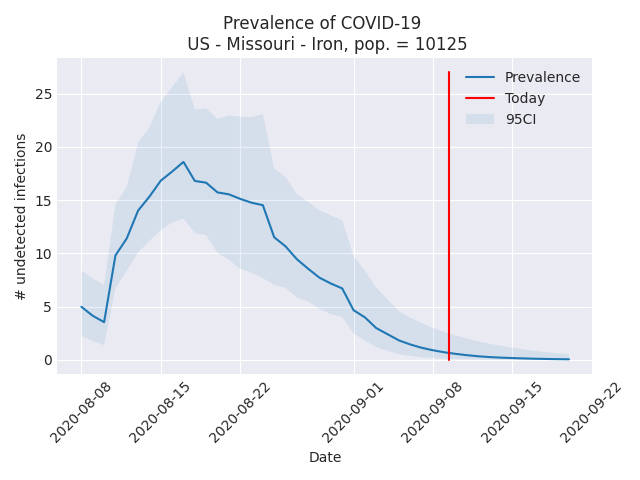 Prevalence of COVID-19
US - Missouri - Iron, pop. = 10125
Prevalence
Today
95CI
# undetected infections
25
20
15
10
5
0
2020-08-08
2020-08-15
2020-08-22
2020-09-01
2020-09-08
2020-09-15
2020-09-22
Date